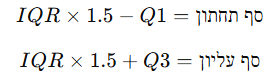 סף תחתון = IQR × 1.5 − Q1
סף עליון = IQR × 1.5 + Q3